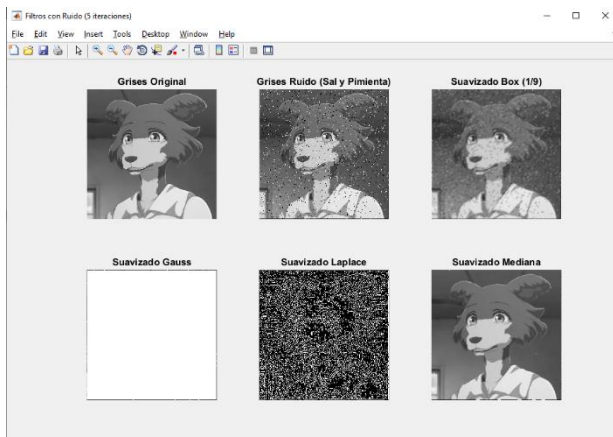 Filtros con Ruido (5 iteraciones)
File Edit View Insert Tools Desktop Window Help
Grises Original Grises Ruido (Sal y Pimienta) Suavizado Box (1/9)
Suavizado Gauss Suavizado Laplace Suavizado Mediana